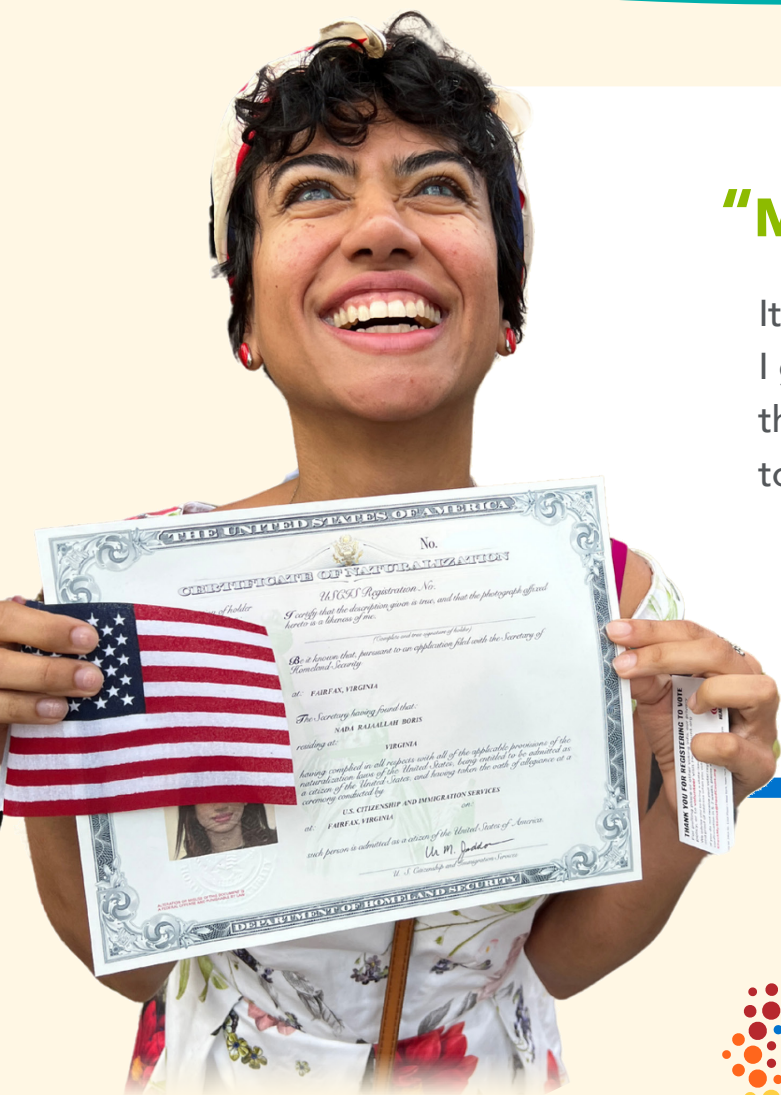 "M
It
I
th
to
THE UNITED STATES OF AMERICA
No.
CERTIFICATE OF NATURALIZATION
USCIS Registration No.
of holder
I certify that the description given is true, and that the photograph affixed
hereto is a likeness of me.
(Complete and true signature of holder)
Be it known that, pursuant to an application filed with the Secretary of
Homeland Security
at: FAIRFAX, VIRGINIA
The Secretary having found that:
NADA RAJAALLAH BORIS
residing at: VIRGINIA
having complied in all respects with all of the applicable provisions of the
naturalization laws of the United States, being entitled to be admitted as
a citizen of the United States, and having taken the oath of allegiance at a
ceremony conducted by
U.S. CITIZENSHIP AND IMMIGRATION SERVICES
at: FAIRFAX, VIRGINIA on:
such person is admitted as a citizen of the United States of America.
U. S. Citizenship and Immigration Services
DEPARTMENT OF HOMELAND SECURITY
THANK YOU FOR REGISTERING TO VOTE